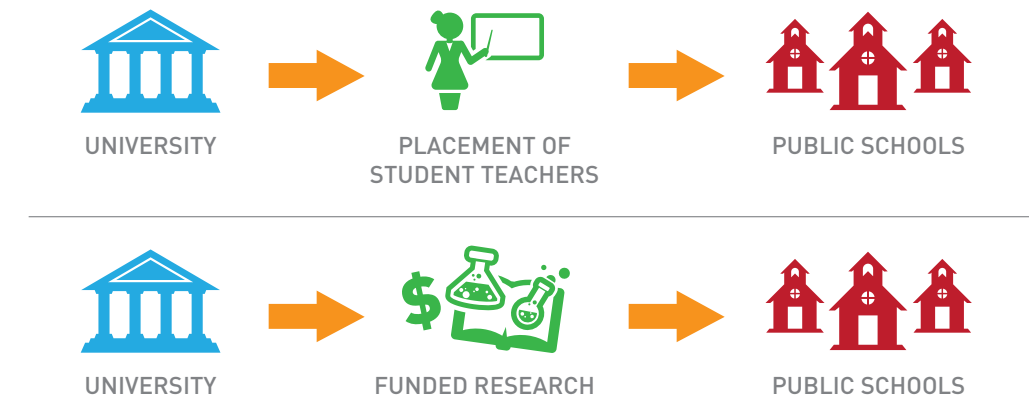 UNIVERSITY
PLACEMENT OF
STUDENT TEACHERS
PUBLIC SCHOOLS
$
UNIVERSITY
FUNDED RESEARCH
PUBLIC SCHOOLS